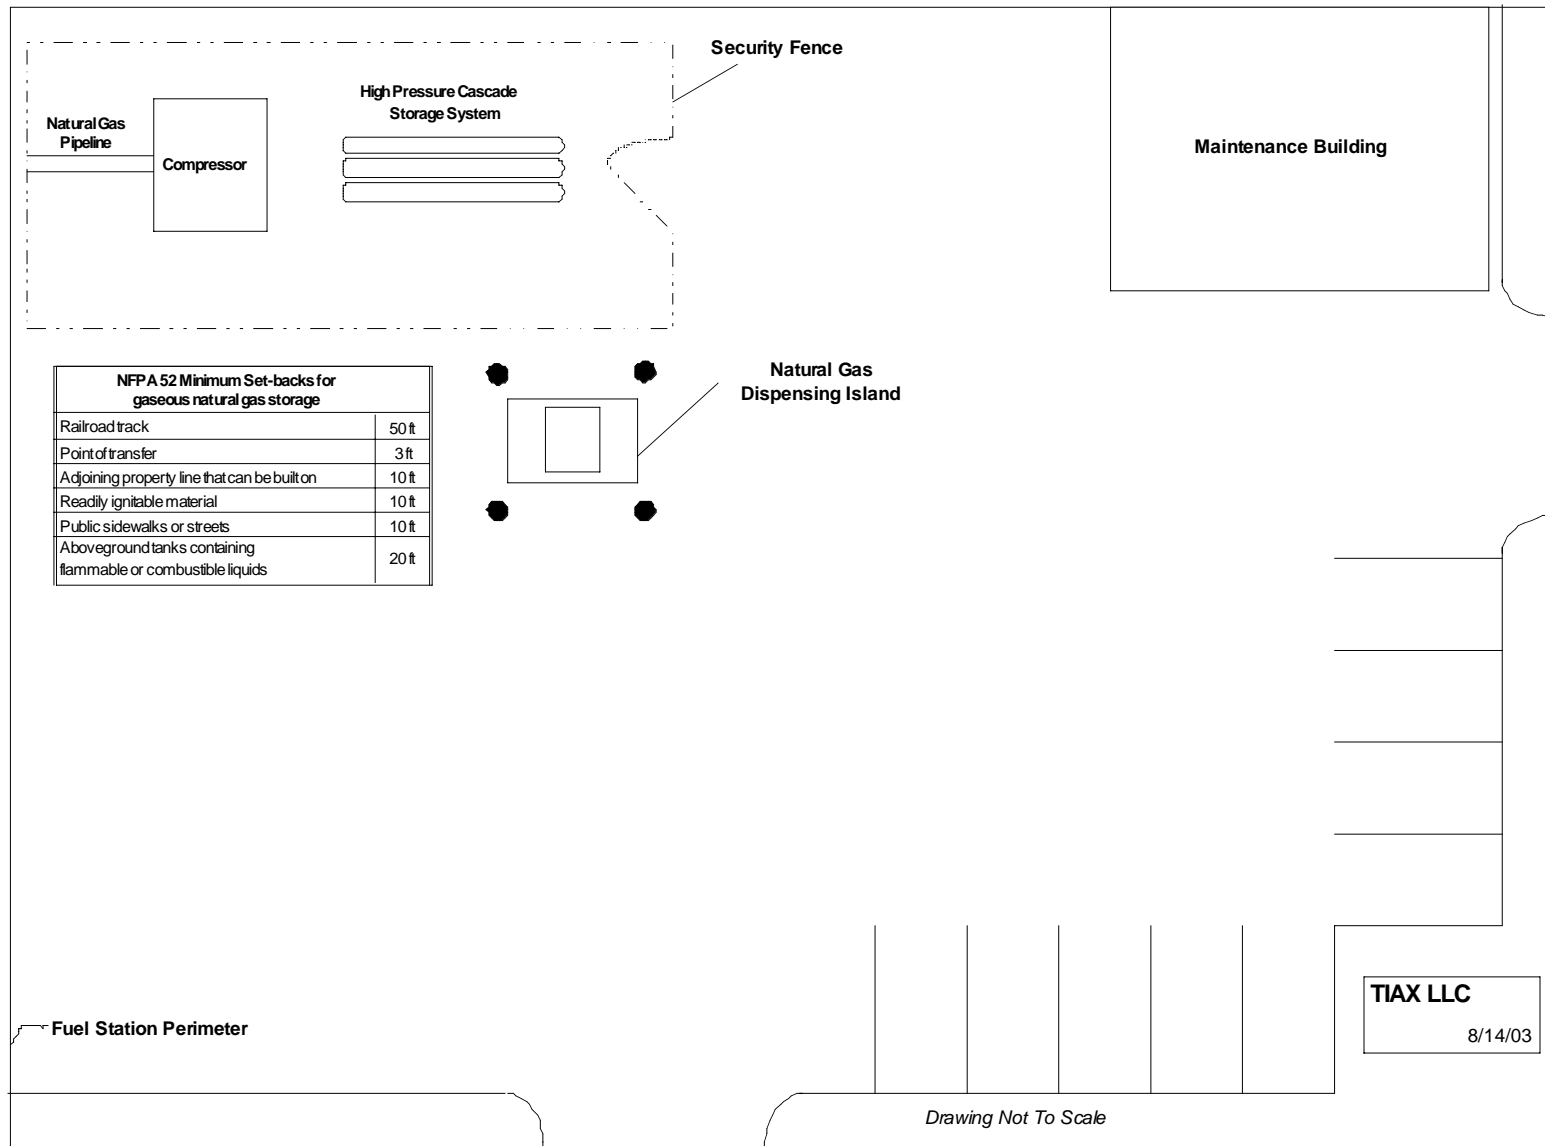 Security Fence
High Pressure Cascade
Storage System
Natural Gas
Pipeline
Compressor
Maintenance Building
NFPA 52 Minimum Set-backs for
gaseous natural gas storage
Railroad track 50 ft
Point of transfer 3 ft
Adjoining property line that can be built on 10 ft
Readily ignitable material 10 ft
Public sidewalks or streets 10 ft
Aboveground tanks containing
flammable or combustible liquids 20 ft
Natural Gas
Dispensing Island
Fuel Station Perimeter
TIAX LLC
8/14/03
Drawing Not To Scale